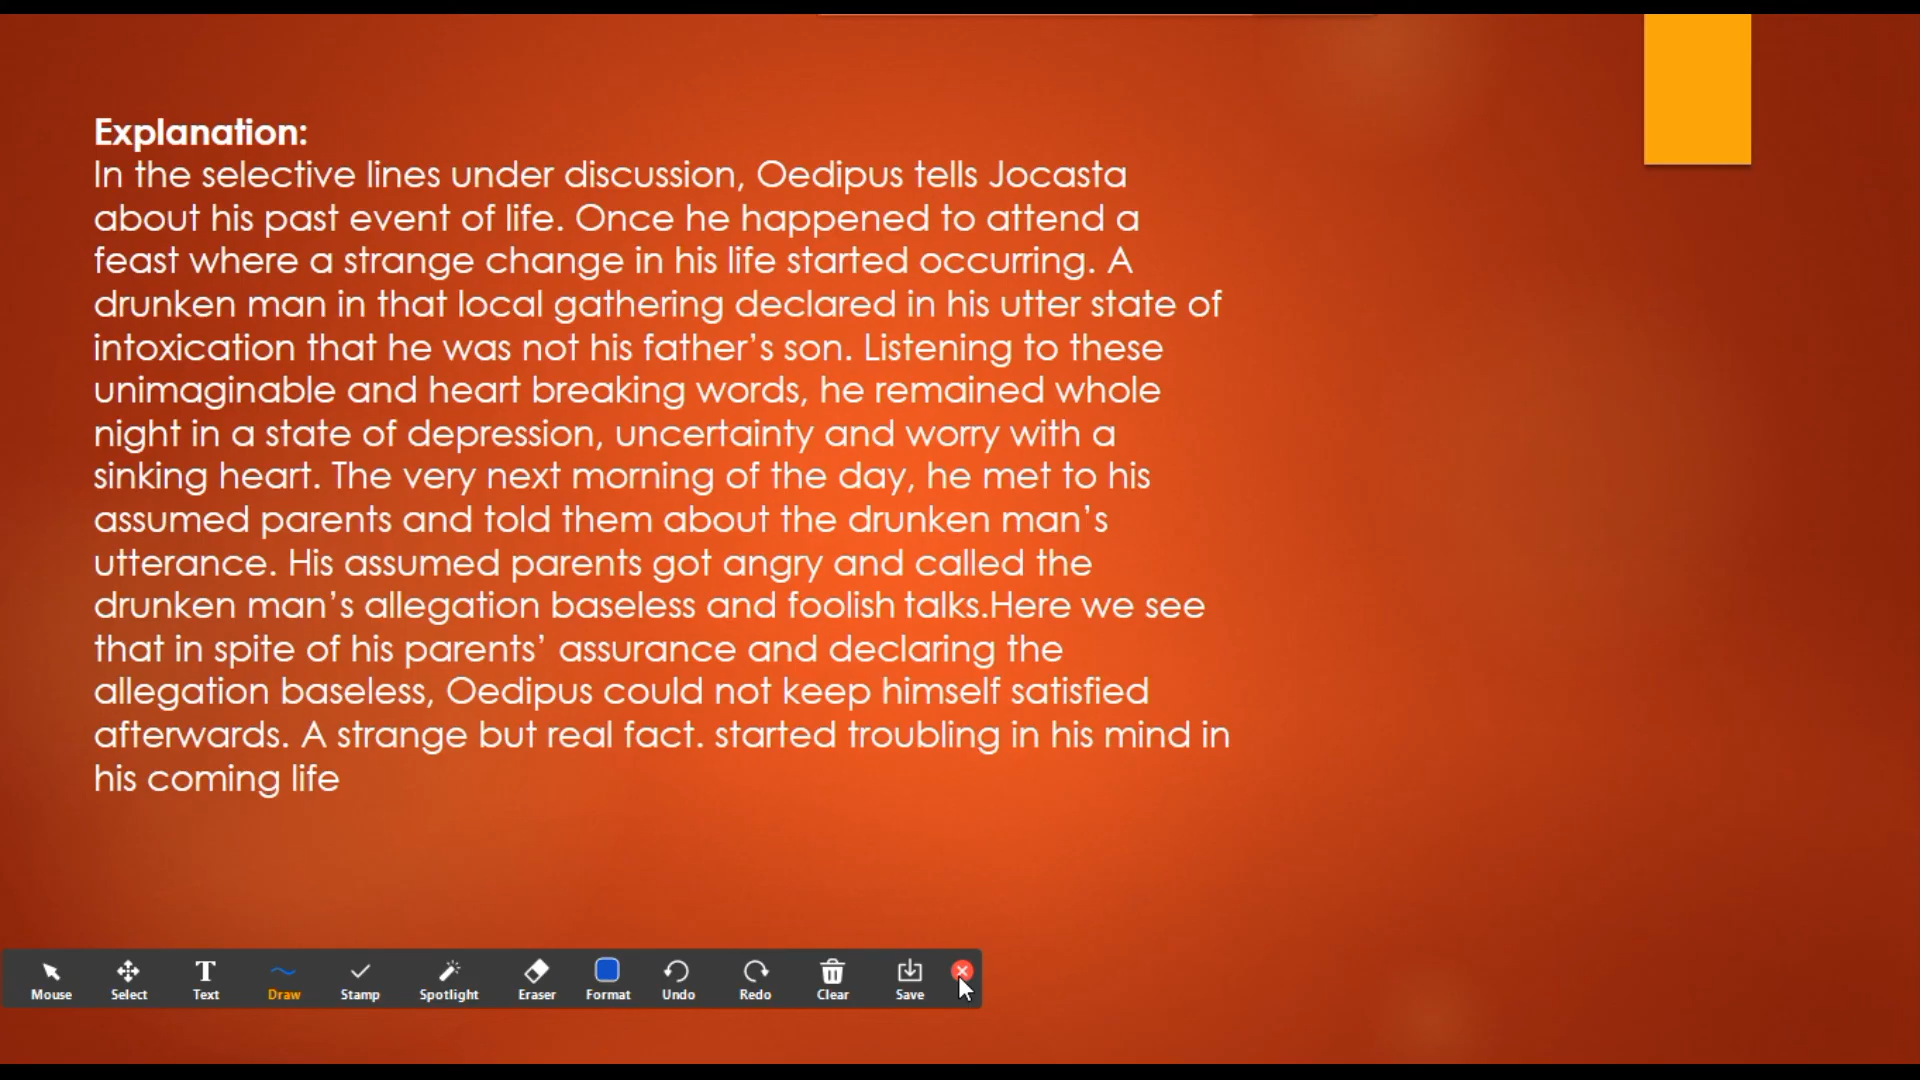 Explanation:
In the selective lines under discussion, Oedipus tells Jocasta
about his past event of life. Once he happened to attend a
feast where a strange change in his life started occurring. A
drunken man in that local gathering declared in his utter state of
intoxication that he was not his father’s son. Listening to these
unimaginable and heart breaking words, he remained whole
night in a state of depression, uncertainty and worry with a
sinking heart. The very next morning of the day, he met to his
assumed parents and told them about the drunken man’s
utterance. His assumed parents got angry and called the
drunken man’s allegation baseless and foolish talks.Here we see
that in spite of his parents’ assurance and declaring the
allegation baseless, Oedipus could not keep himself satisfied
afterwards. A strange but real fact. started troubling in his mind in
his coming life
Mouse Select Text Draw Stamp Spotlight Eraser Format Undo Redo Clear Save